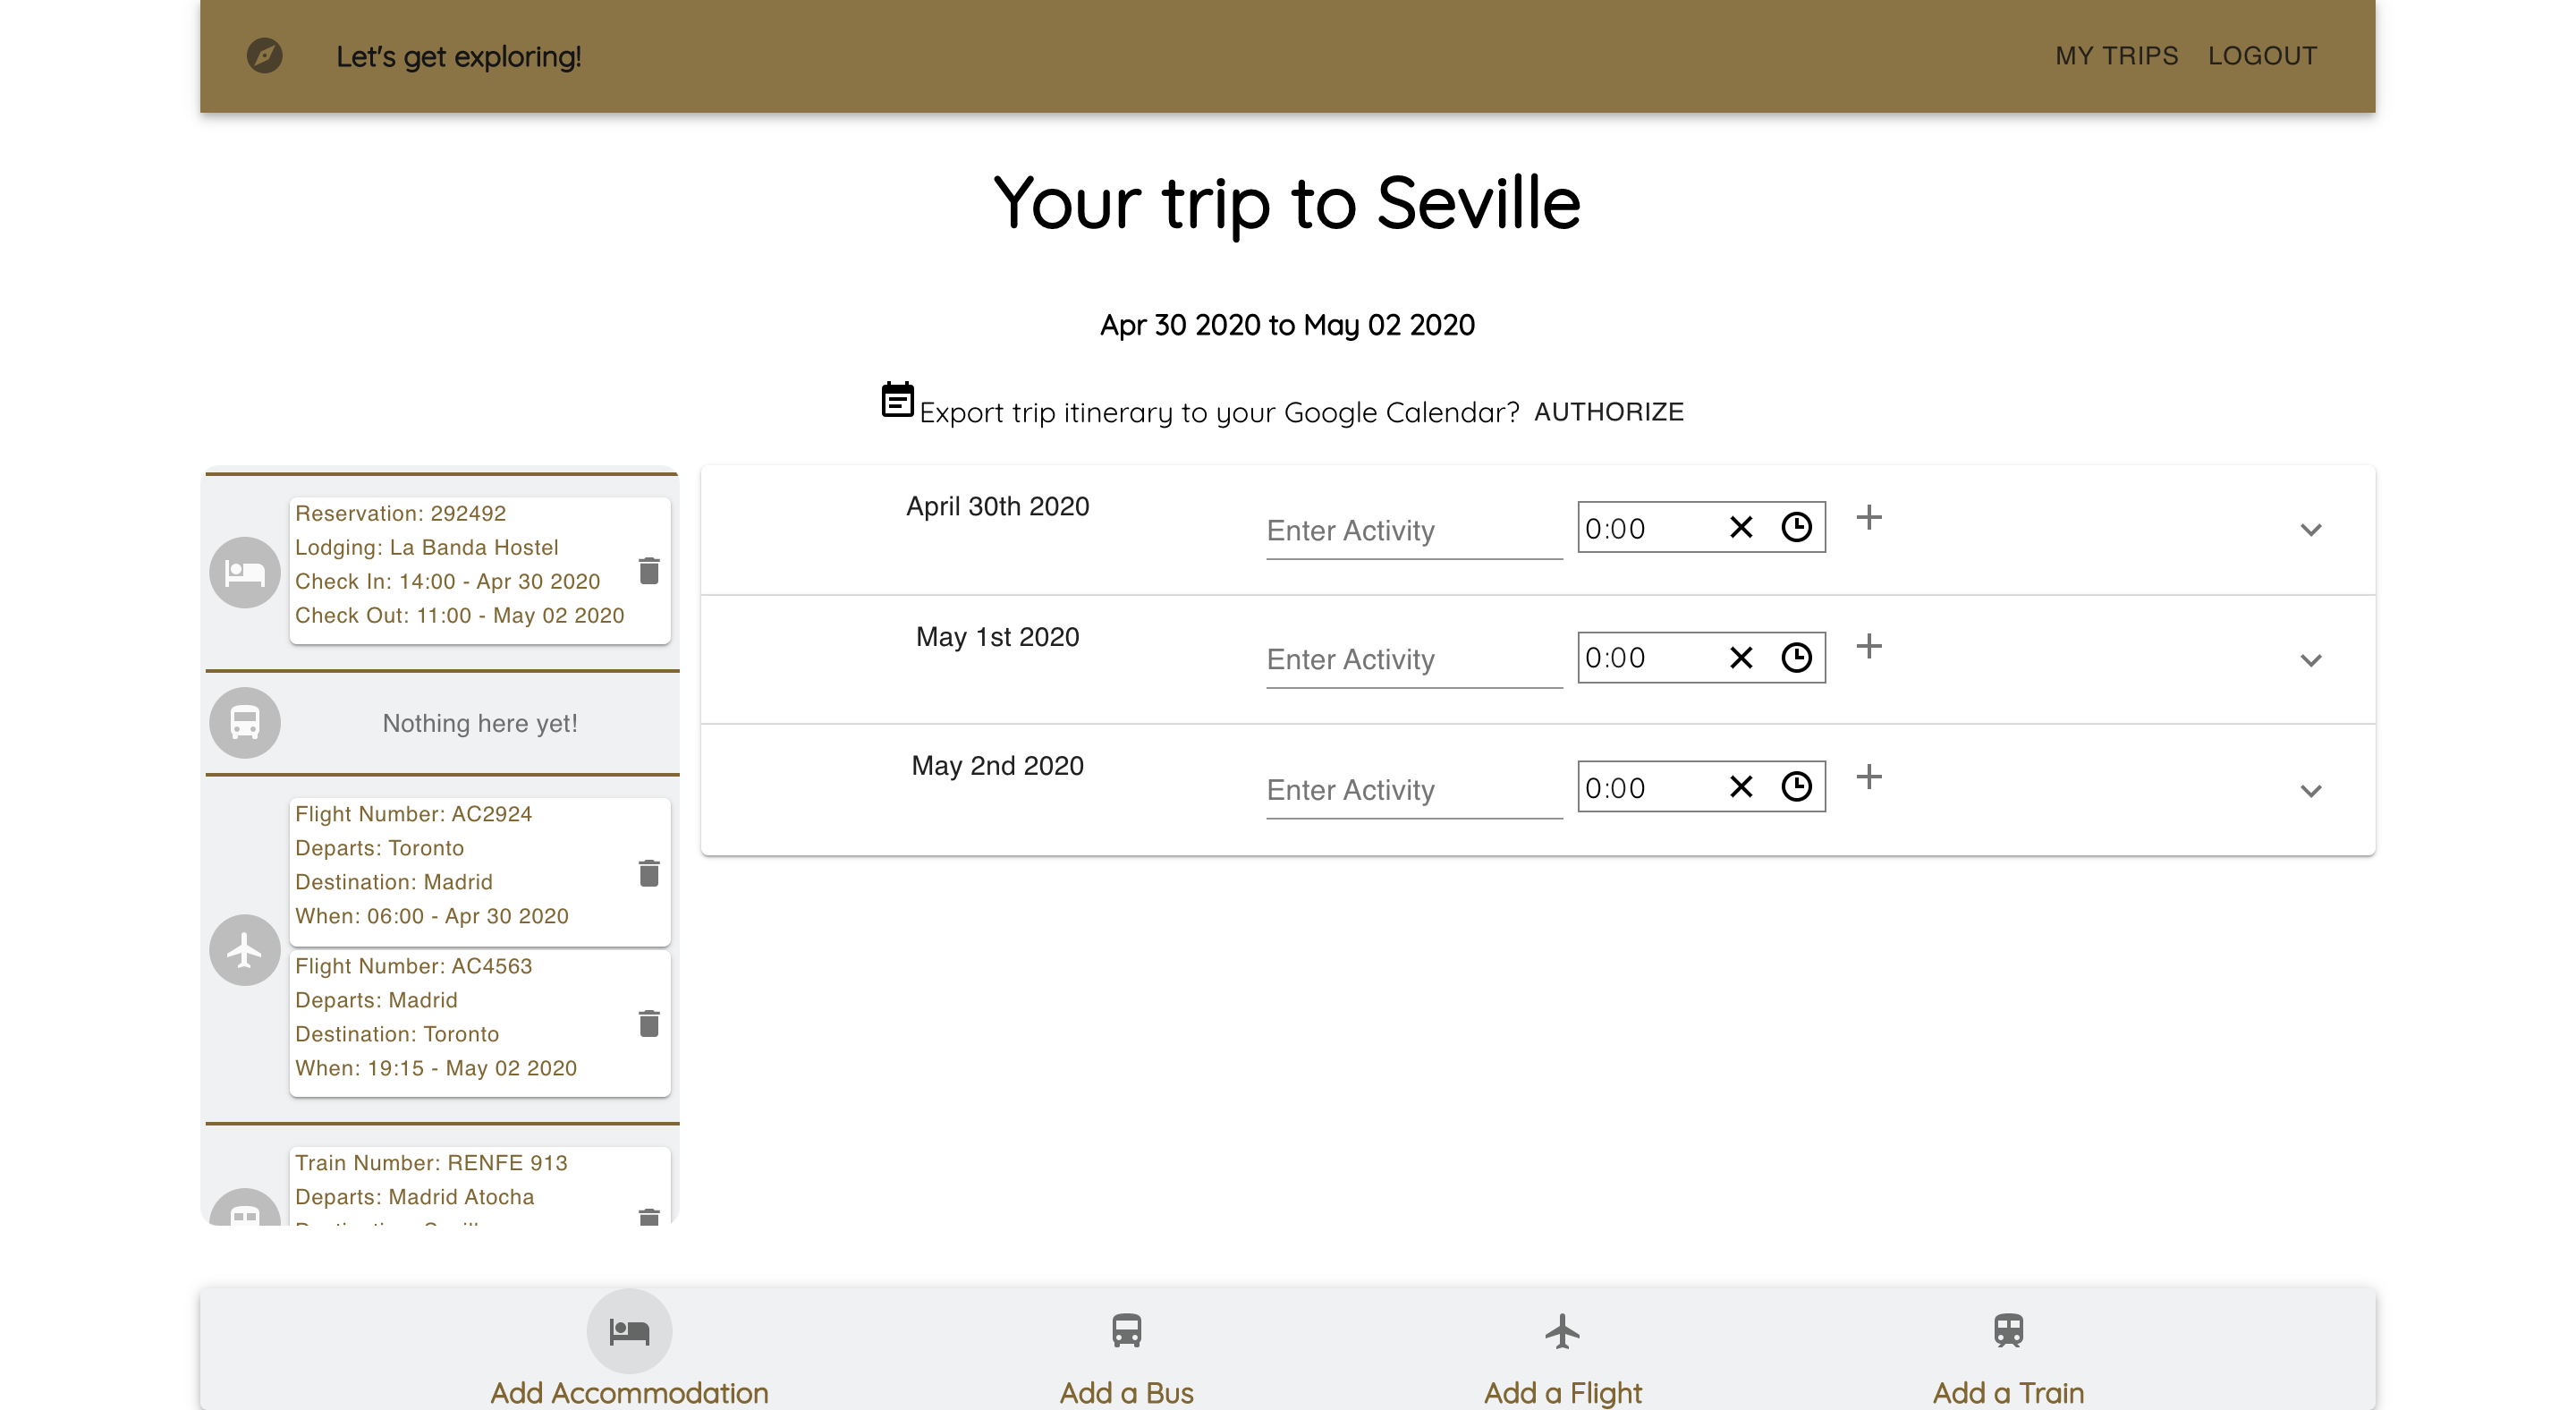 Let's get exploring!
MY TRIPS
LOGOUT
Your trip to Seville
Apr 30 2020 to May 02 2020
Export trip itinerary to your Google Calendar? AUTHORIZE
Reservation: 292492
Lodging: La Banda Hostel
Check In: 14:00 - Apr 30 2020
Check Out: 11:00 - May 02 2020
Nothing here yet!
Flight Number: AC2924
Departs: Toronto
Destination: Madrid
When: 06:00 - Apr 30 2020
Flight Number: AC4563
Departs: Madrid
Destination: Toronto
When: 19:15 - May 02 2020
Train Number: RENFE 913
Departs: Madrid Atocha
April 30th 2020
Enter Activity
0:00
May 1st 2020
Enter Activity
0:00
May 2nd 2020
Enter Activity
0:00
Add Accommodation
Add a Bus
Add a Flight
Add a Train